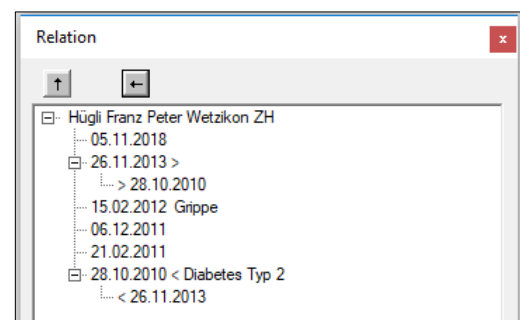 Relation
x
↑ ←
Hügli Franz Peter Wetzikon ZH
05.11.2018
26.11.2013 >
> 28.10.2010
15.02.2012 Grippe
06.12.2011
21.02.2011
28.10.2010 < Diabetes Typ 2
< 26.11.2013